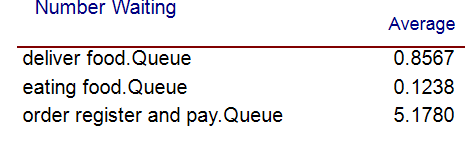 Number Waiting
Average
deliver food.Queue 0.8567
eating food.Queue 0.1238
order register and pay.Queue 5.1780